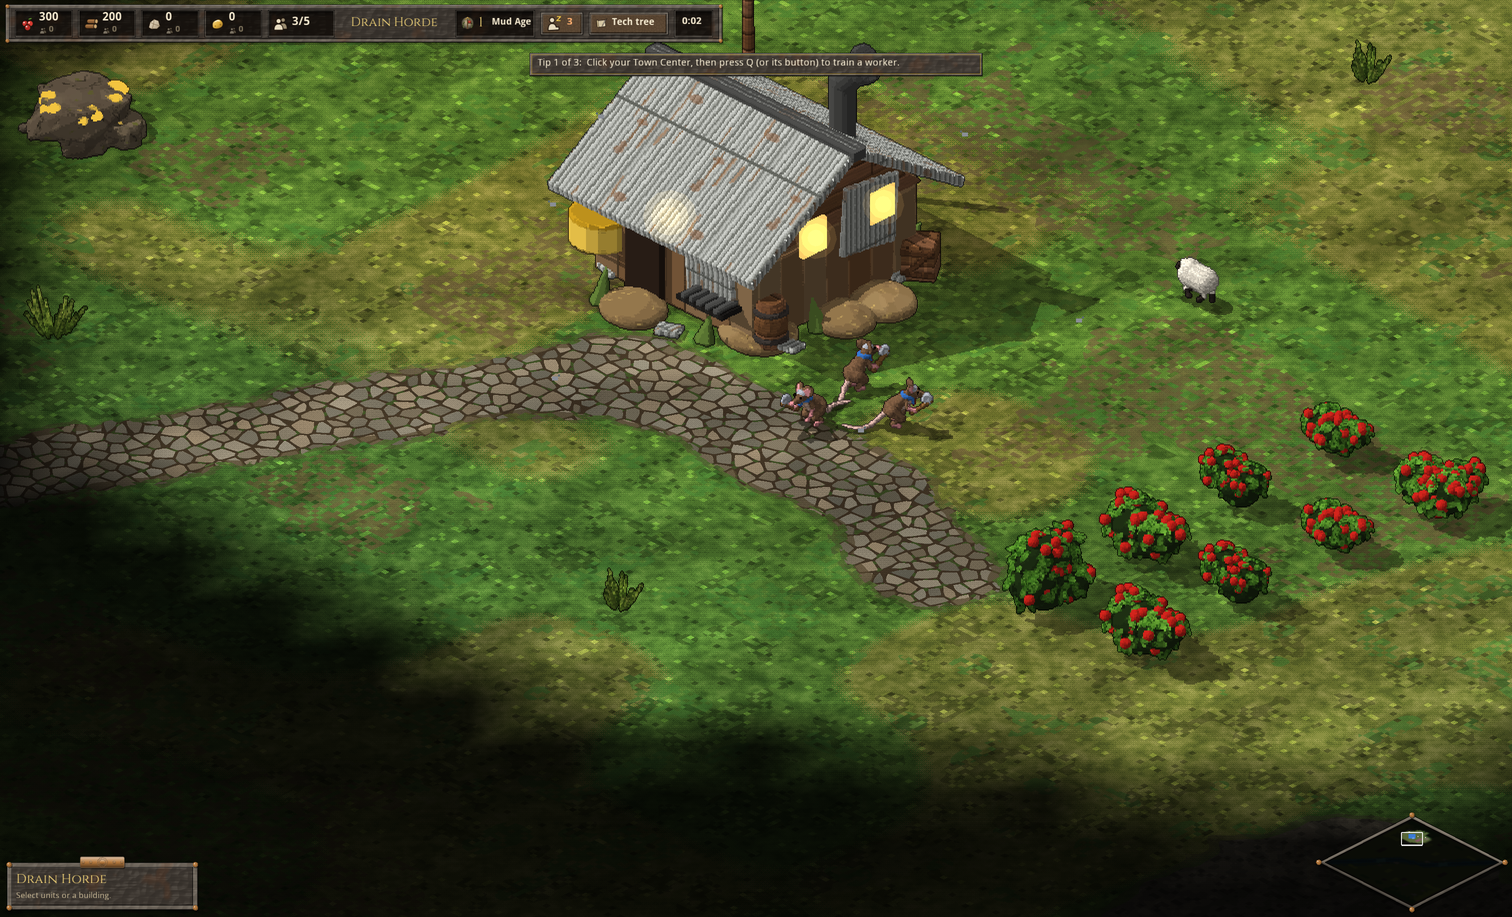 300 200 0 0 3/5 DRAIN HORDE Mud Age 3 Tech tree 0:02
0 0 0 0
Tip 1 of 3: Click your Town Center, then press Q (or its button) to train a worker.
DRAIN HORDE
Select units or a building.